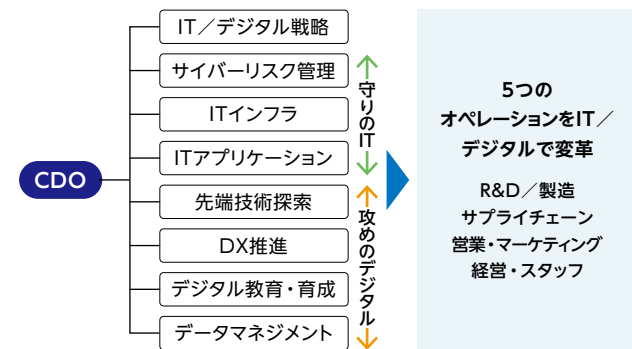 CDO
IT／デジタル戦略
サイバーリスク管理
ITインフラ
ITアプリケーション
先端技術探索
DX推進
デジタル教育・育成
データマネジメント
守りのIT
攻めのデジタル
5つの
オペレーションをIT／
デジタルで変革
R&D／製造
サプライチェーン
営業・マーケティング
経営・スタッフ